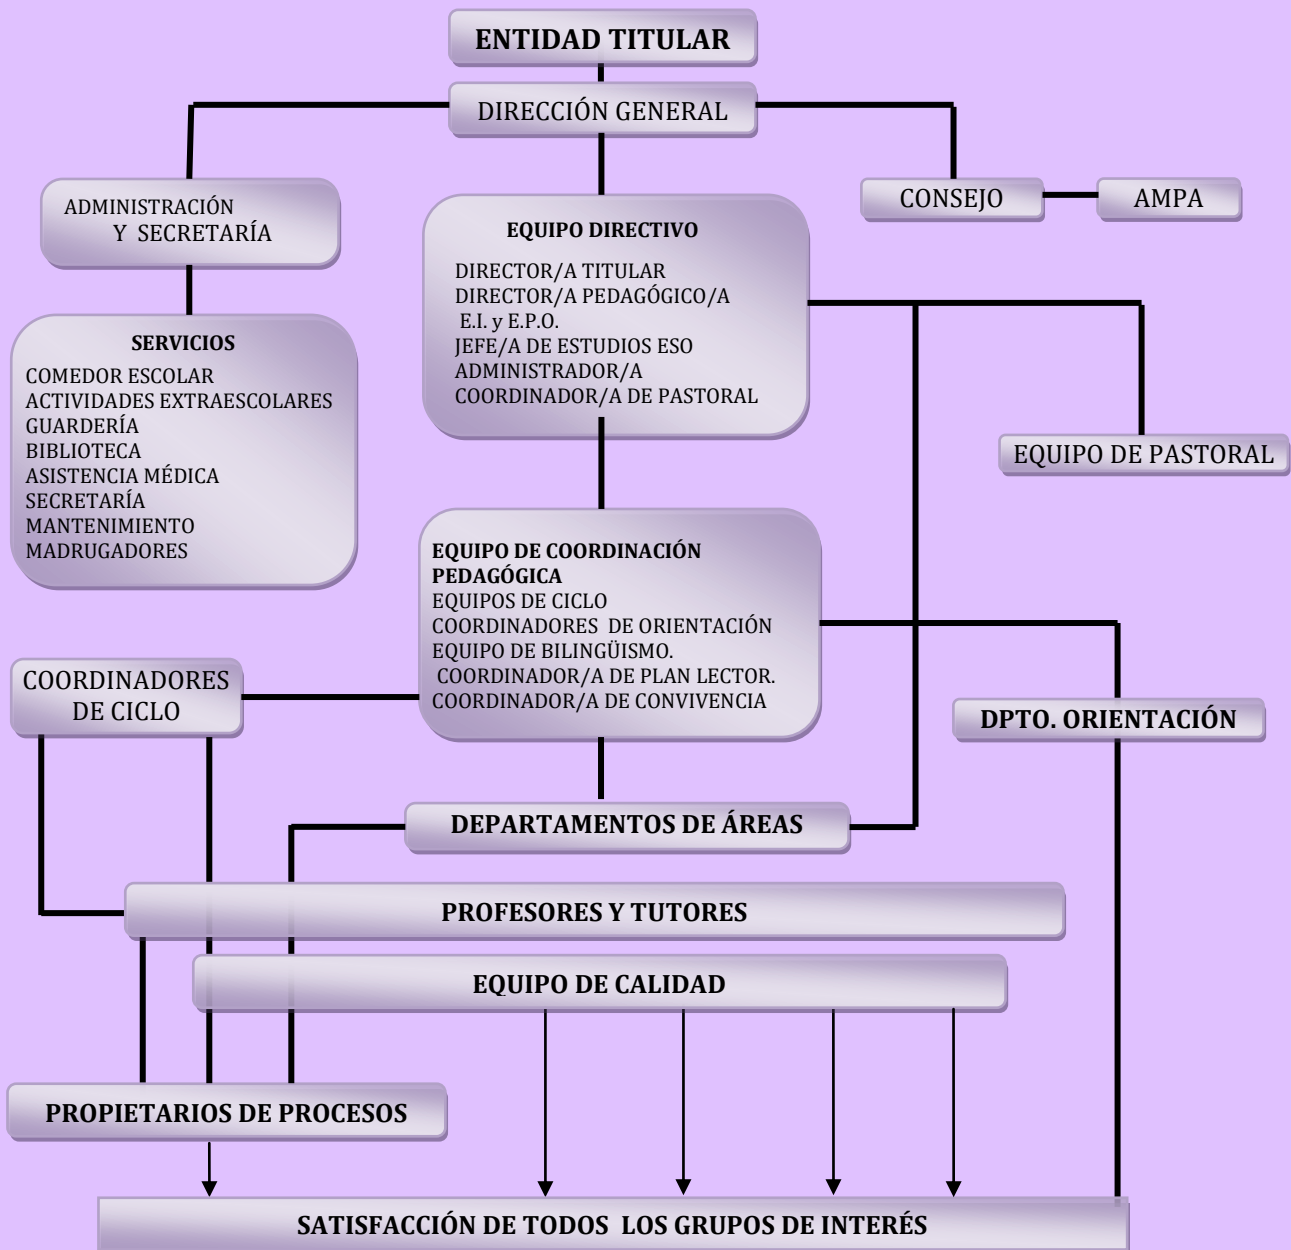 ENTIDAD TITULAR
DIRECCIÓN GENERAL
ADMINISTRACIÓN
Y SECRETARÍA
CONSEJO
AMPA
EQUIPO DIRECTIVO
DIRECTOR/A TITULAR
DIRECTOR/A PEDAGÓGICO/A
E.I. y E.P.O.
JEFE/A DE ESTUDIOS ESO
ADMINISTRADOR/A
COORDINADOR/A DE PASTORAL
SERVICIOS
COMEDOR ESCOLAR
ACTIVIDADES EXTRAESCOLARES
GUARDERÍA
BIBLIOTECA
ASISTENCIA MÉDICA
SECRETARÍA
MANTENIMIENTO
MADRUGADORES
EQUIPO DE PASTORAL
EQUIPO DE COORDINACIÓN
PEDAGÓGICA
EQUIPOS DE CICLO
COORDINADORES DE ORIENTACIÓN
EQUIPO DE BILINGÜISMO.
COORDINADOR/A DE PLAN LECTOR.
COORDINADOR/A DE CONVIVENCIA
COORDINADORES
DE CICLO
DPTO. ORIENTACIÓN
DEPARTAMENTOS DE ÁREAS
PROFESORES Y TUTORES
EQUIPO DE CALIDAD
PROPIETARIOS DE PROCESOS
SATISFACCIÓN DE TODOS LOS GRUPOS DE INTERÉS